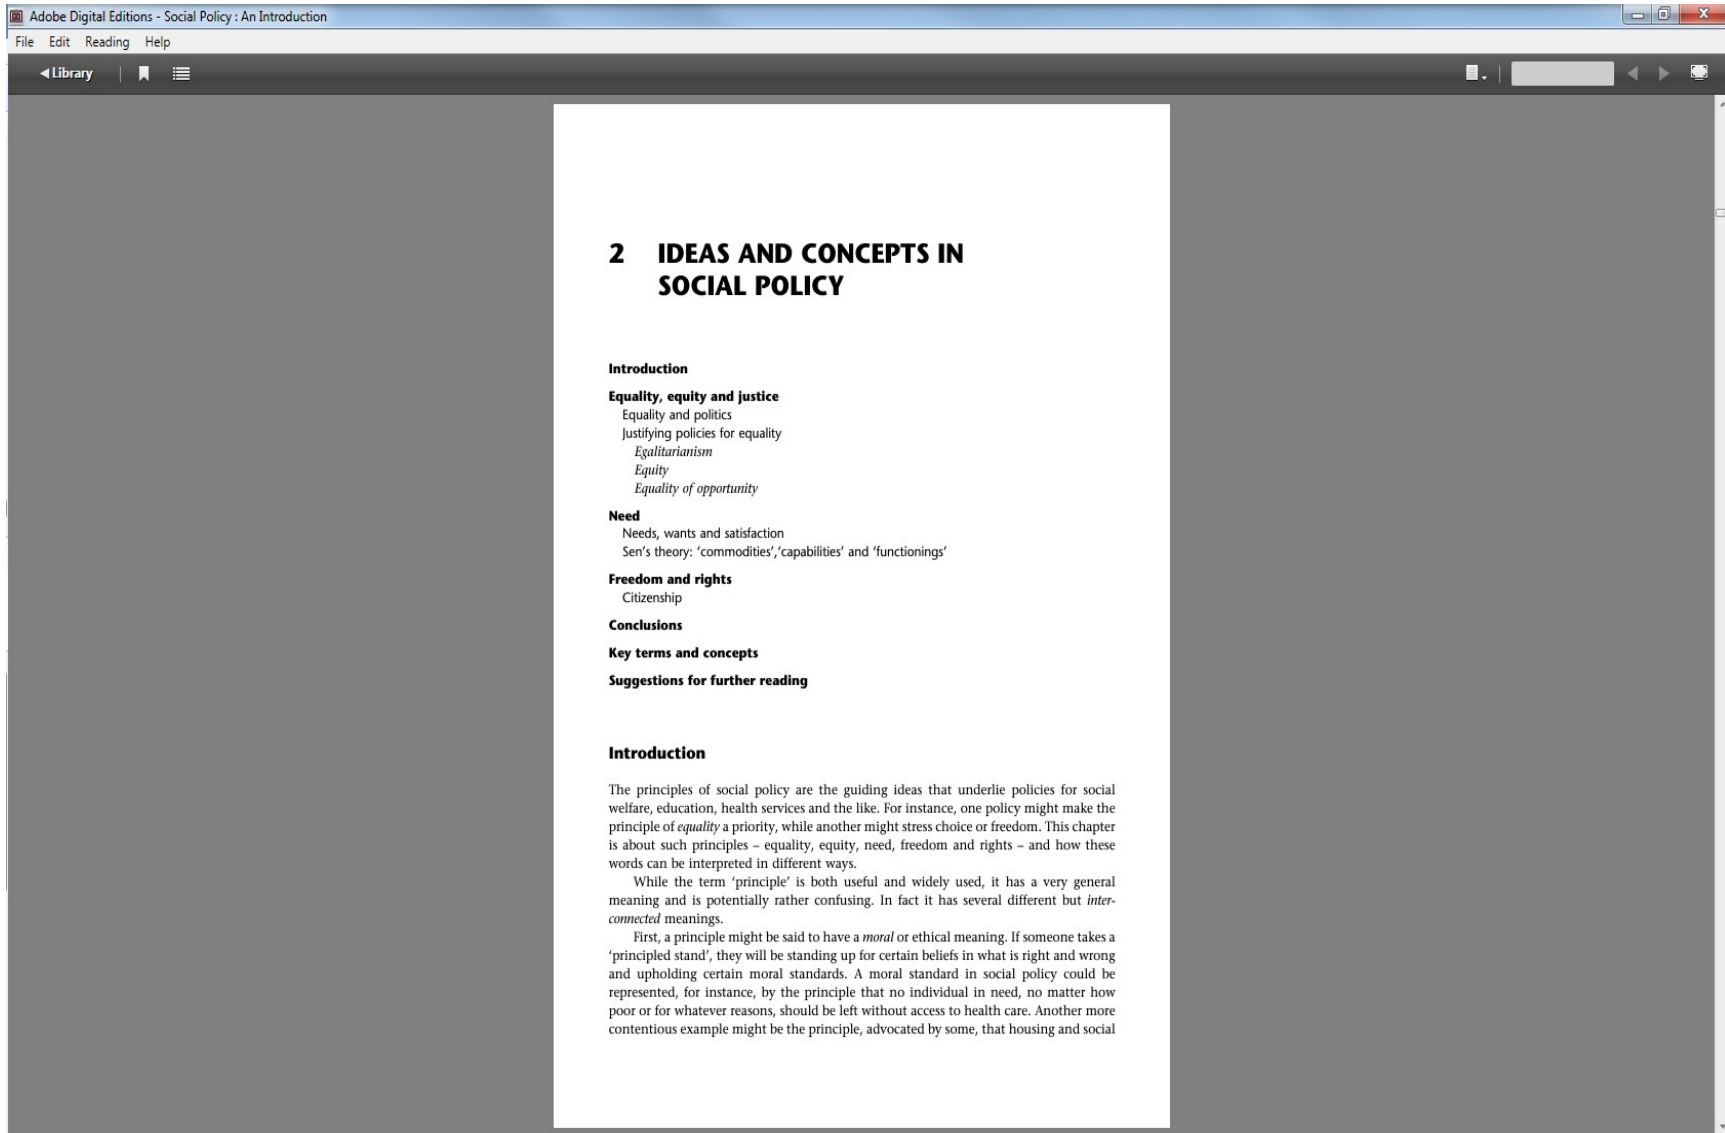 Adobe Digital Editions - Social Policy : An Introduction
File Edit Reading Help
Library
2 IDEAS AND CONCEPTS IN
SOCIAL POLICY
Introduction
Equality, equity and justice
Equality and politics
Justifying policies for equality
Egalitarianism
Equity
Equality of opportunity
Need
Needs, wants and satisfaction
Sen's theory: 'commodities','capabilities' and 'functionings'
Freedom and rights
Citizenship
Conclusions
Key terms and concepts
Suggestions for further reading
Introduction
The principles of social policy are the guiding ideas that underlie policies for social
welfare, education, health services and the like. For instance, one policy might make the
principle of equality a priority, while another might stress choice or freedom. This chapter
is about such principles – equality, equity, need, freedom and rights – and how these
words can be interpreted in different ways.
While the term 'principle' is both useful and widely used, it has a very general
meaning and is potentially rather confusing. In fact it has several different but inter-
connected meanings.
First, a principle might be said to have a moral or ethical meaning. If someone takes a
'principled stand', they will be standing up for certain beliefs in what is right and wrong
and upholding certain moral standards. A moral standard in social policy could be
represented, for instance, by the principle that no individual in need, no matter how
poor or for whatever reasons, should be left without access to health care. Another more
contentious example might be the principle, advocated by some, that housing and social